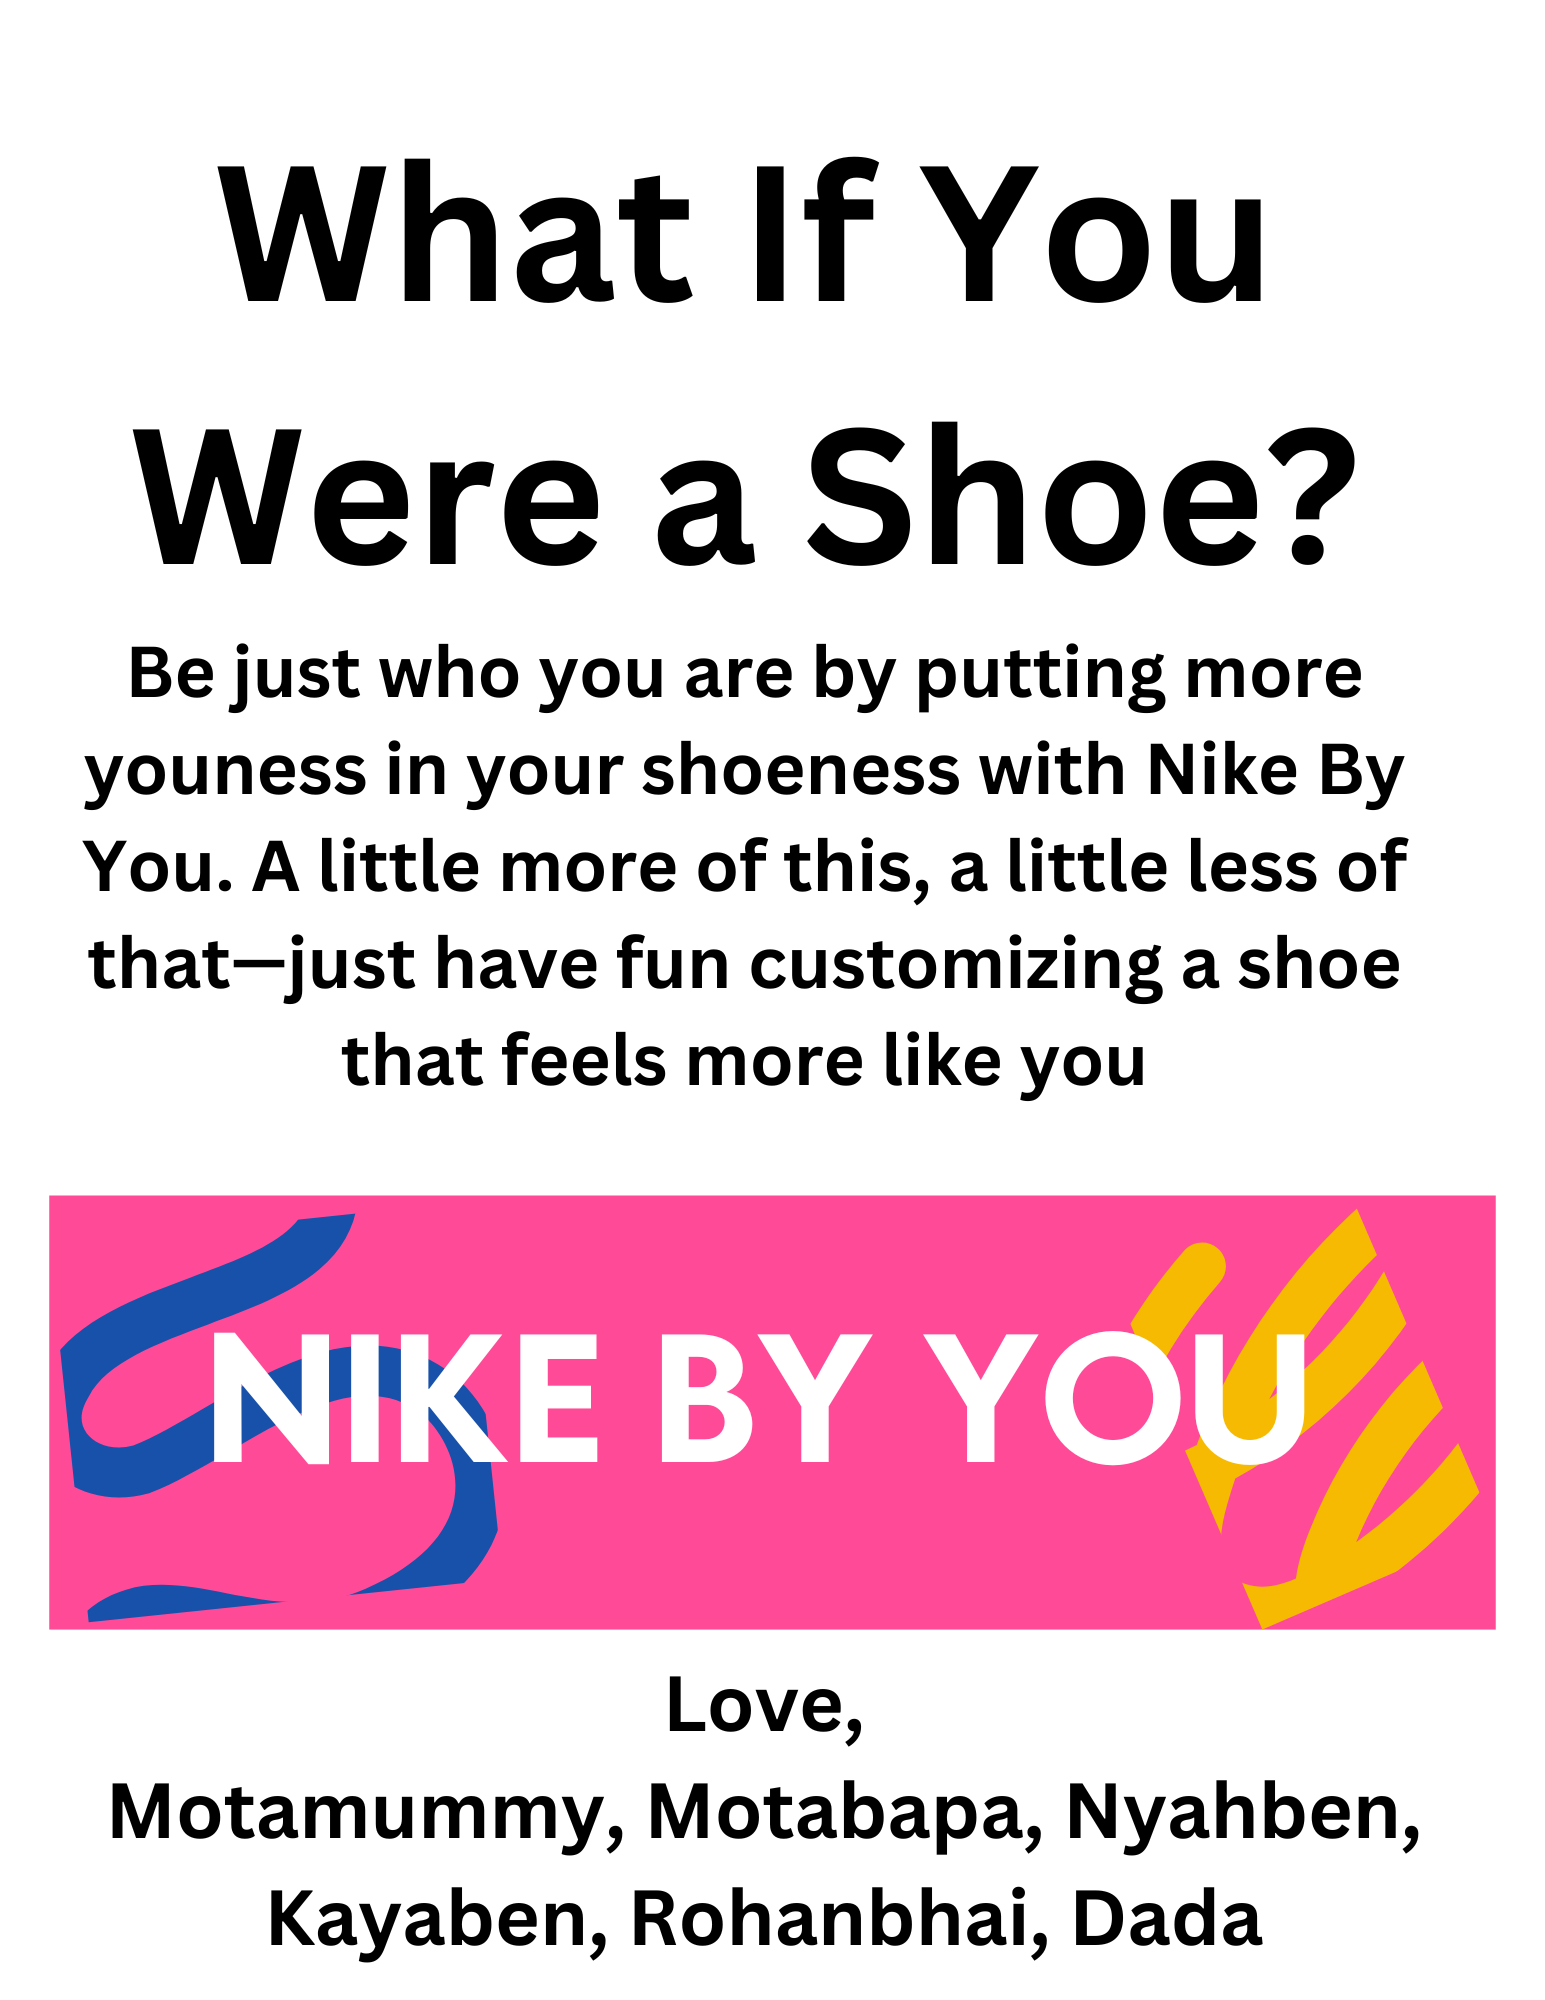 What If You
Were a Shoe?
Be just who you are by putting more
youness in your shoeness with Nike By
You. A little more of this, a little less of
that—just have fun customizing a shoe
that feels more like you
NIKE BY YOU
Love,
Motamummy, Motabapa, Nyahben,
Kayaben, Rohanbhai, Dada